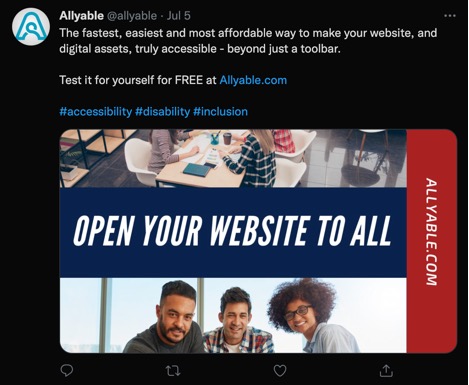 Allyable @allyable · Jul 5
The fastest, easiest and most affordable way to make your website, and
digital assets, truly accessible - beyond just a toolbar.
Test it for yourself for FREE at Allyable.com
#accessibility #disability #inclusion
OPEN YOUR WEBSITE TO ALL
ALLYABLE.COM